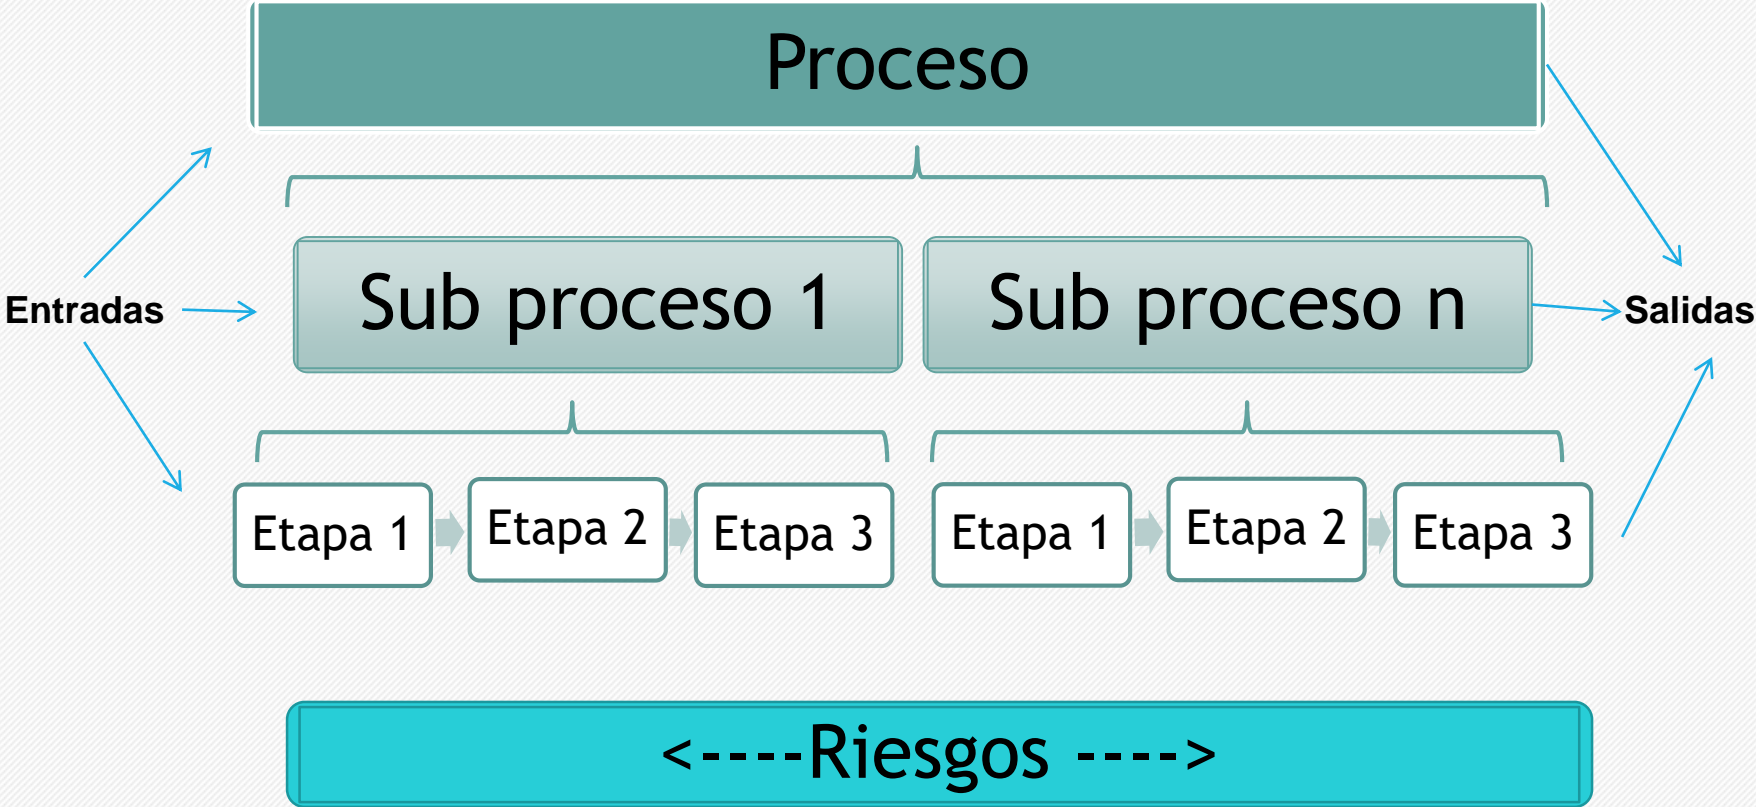 Proceso
Sub proceso 1
Sub proceso n
Entradas
Salidas
Etapa 1
Etapa 2
Etapa 3
Etapa 1
Etapa 2
Etapa 3
<----Riesgos ---->